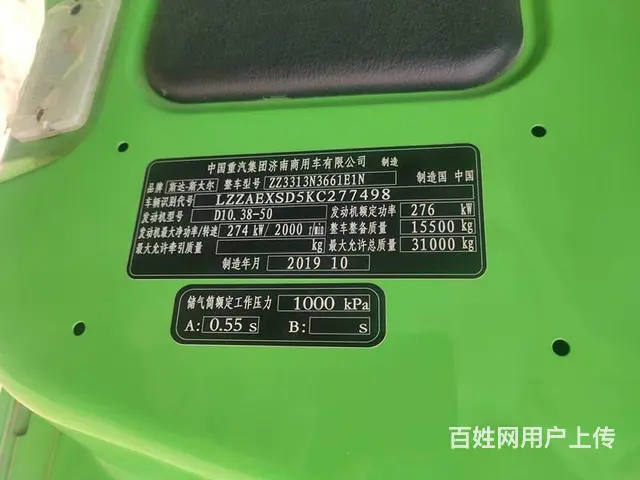 中国重汽集团济南商用车有限公司 制造
品牌 斯达-斯太尔 整车型号 ZZ3313N3661E1N 制造国 中国
车辆识别代号 LZZAEXSD5KC277498
发动机型号 D10.38-50 发动机额定功率 276 kW
发动机最大净功率/转速 274 kW/ 2000 r/min 整车整备质量 15500 kg
最大允许牵引质量 kg 最大允许总质量 31000 kg
制造年月 2019 10
储气筒额定工作压力 1000 kPa
A: 0.55 s B: s
百姓网用户上传